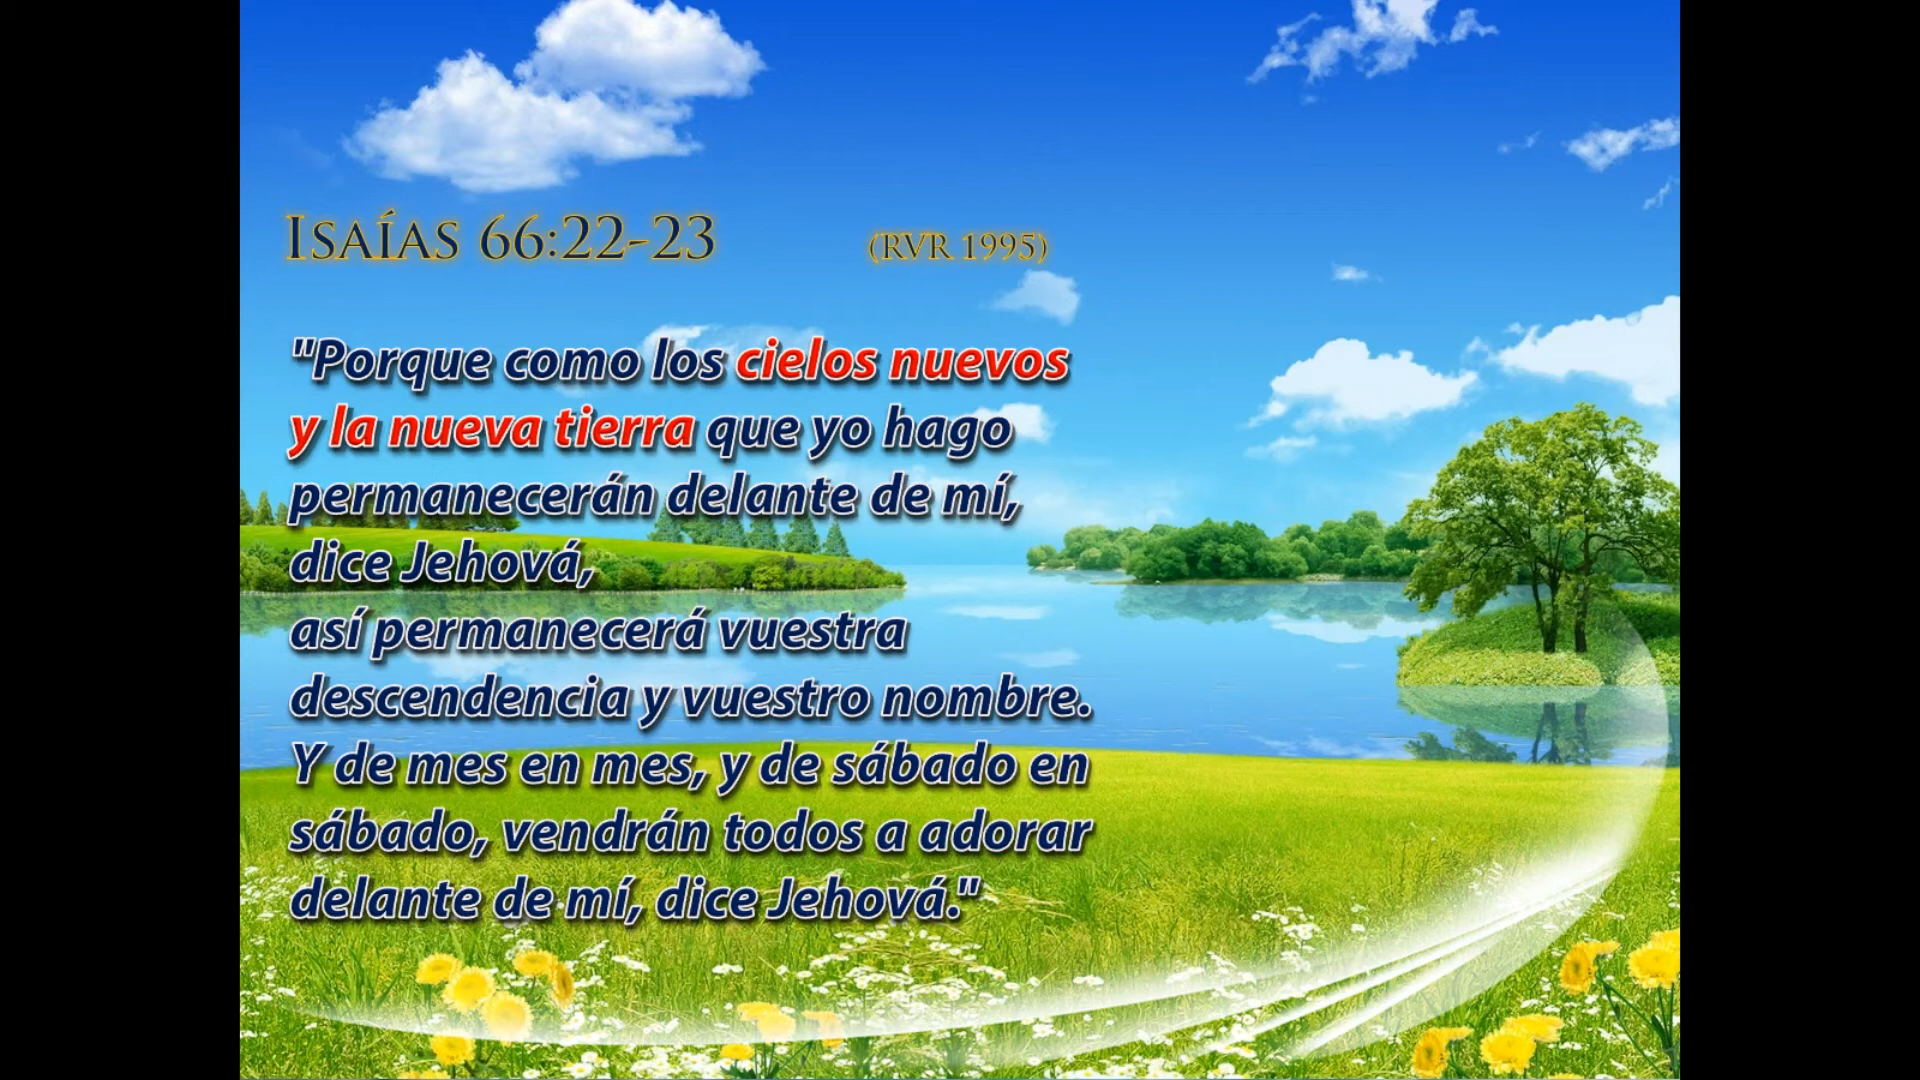 Isaías 66:22-23 (RVR 1995)
"Porque como los cielos nuevos
y la nueva tierra que yo hago
permanecerán delante de mí,
dice Jehová,
así permanecerá vuestra
descendencia y vuestro nombre.
Y de mes en mes, y de sábado en
sábado, vendrán todos a adorar
delante de mí, dice Jehová."